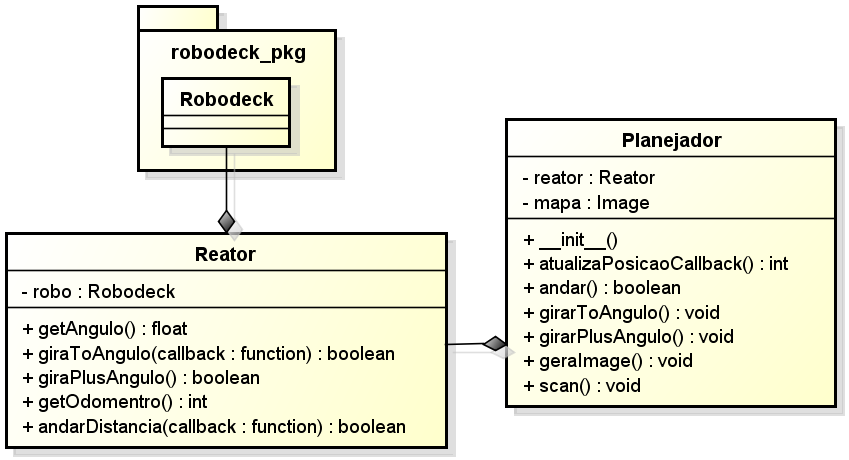 robodeck_pkg
Robodeck
Reator
- robo : Robodeck
+ getAngulo() : float
+ giraToAngulo(callback : function) : boolean
+ giraPlusAngulo() : boolean
+ getOdomentro() : int
+ andarDistancia(callback : function) : boolean
Planejador
- reator : Reator
- mapa : Image
+ __init__()
+ atualizaPosicaoCallback() : int
+ andar() : boolean
+ girarToAngulo() : void
+ girarPlusAngulo() : void
+ geraImage() : void
+ scan() : void